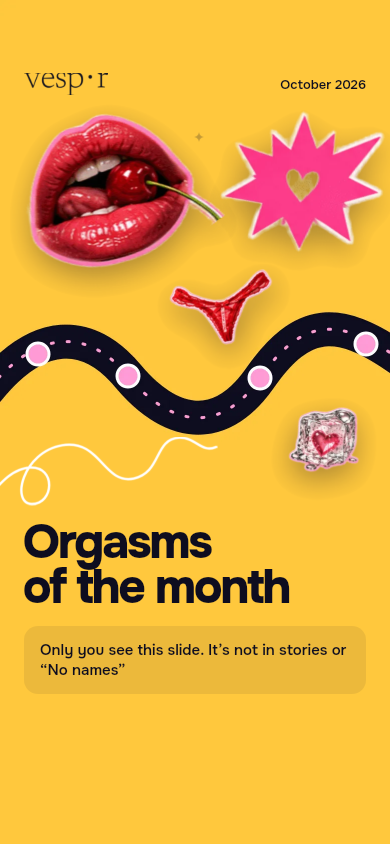 vesp·r
October 2026
Orgasms
of the month
Only you see this slide. It’s not in stories or
“No names”